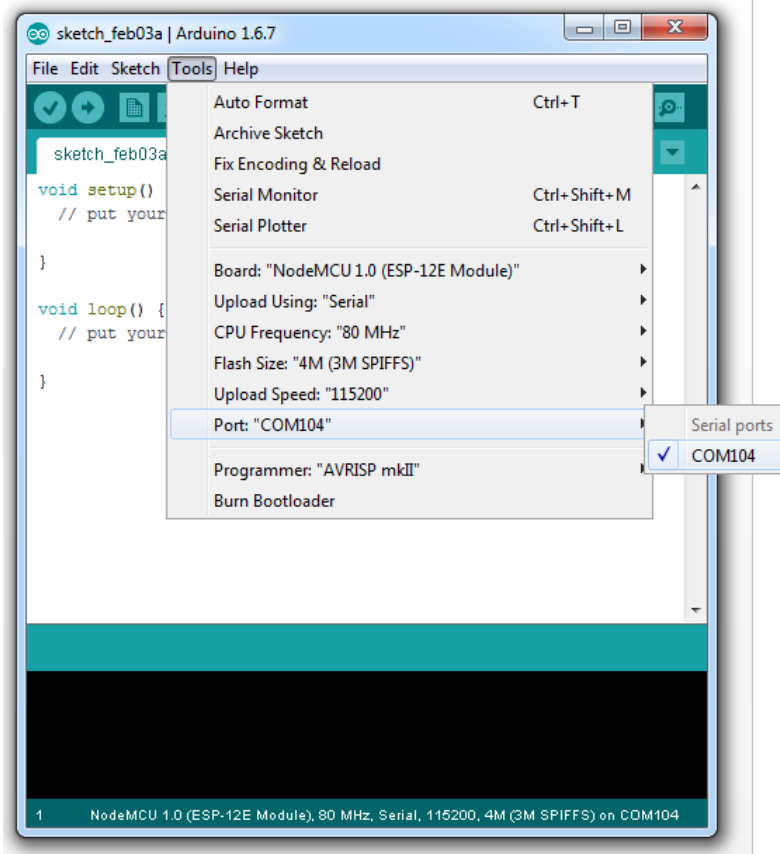 sketch_feb03a | Arduino 1.6.7
File Edit Sketch Tools Help
sketch_feb03a
void setup()
// put your
}
void loop() {
// put your
}
Auto Format Ctrl+T
Archive Sketch
Fix Encoding & Reload
Serial Monitor Ctrl+Shift+M
Serial Plotter Ctrl+Shift+L
Board: "NodeMCU 1.0 (ESP-12E Module)"
Upload Using: "Serial"
CPU Frequency: "80 MHz"
Flash Size: "4M (3M SPIFFS)"
Upload Speed: "115200"
Port: "COM104"
Serial ports
COM104
Programmer: "AVRISP mkII"
Burn Bootloader
1 NodeMCU 1.0 (ESP-12E Module), 80 MHz, Serial, 115200, 4M (3M SPIFFS) on COM104